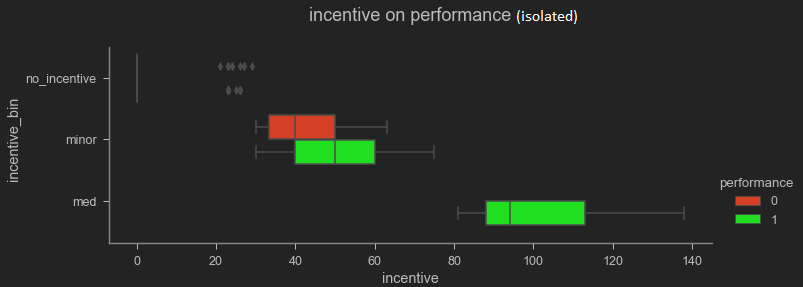 incentive on performance (isolated)
no_incentive
minor
med
incentive_bin
0
20
40
60
80
100
120
140
incentive
performance
0
1